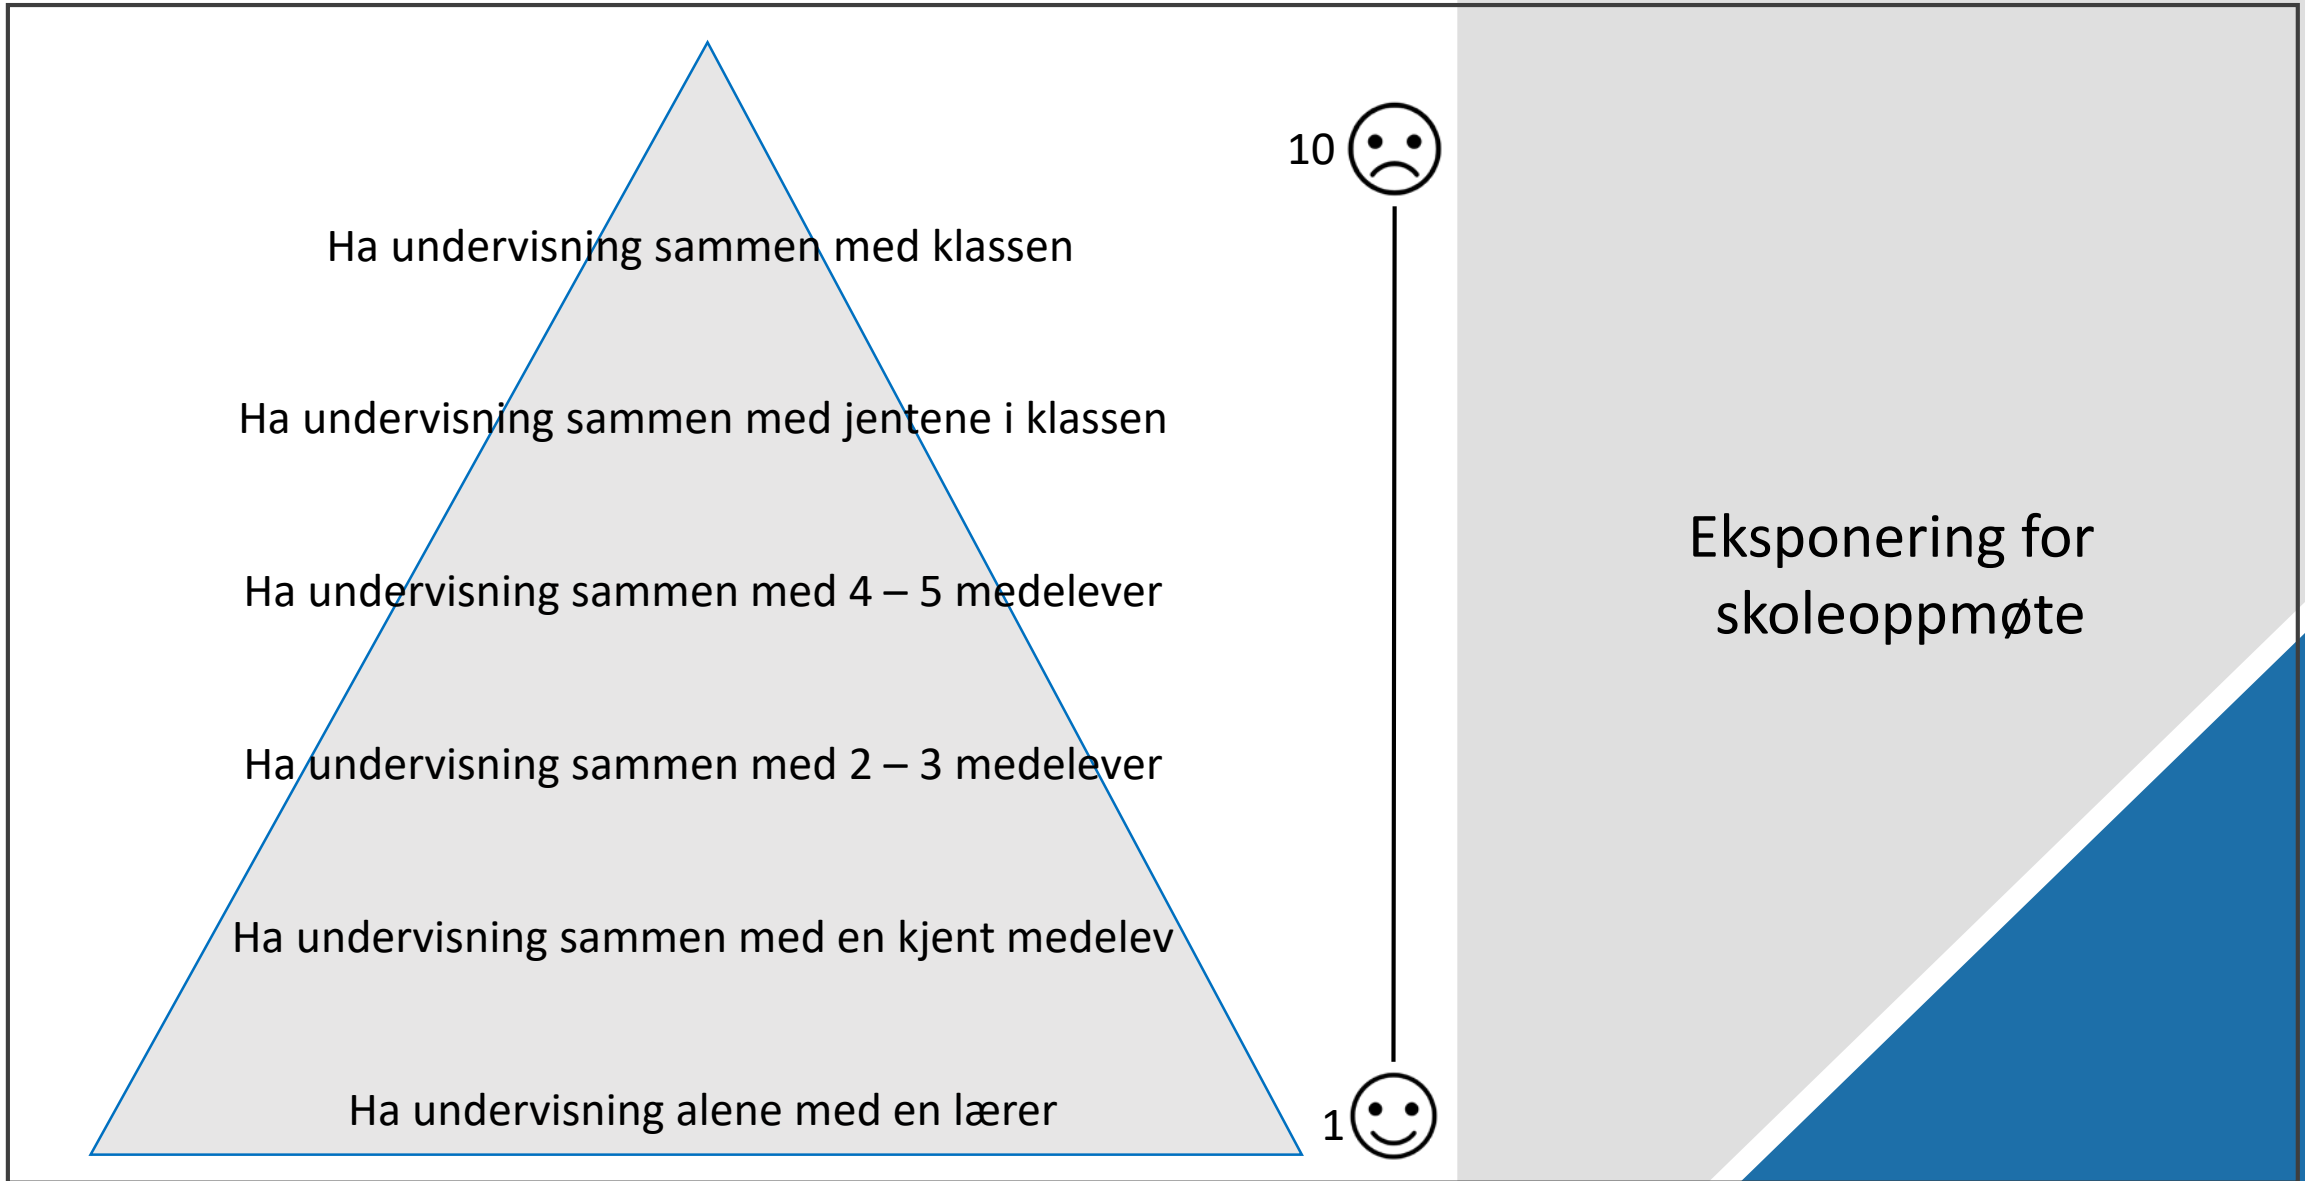 10
Ha undervisning sammen med klassen
Ha undervisning sammen med jentene i klassen
Ha undervisning sammen med 4 – 5 medelever
Ha undervisning sammen med 2 – 3 medelever
Ha undervisning sammen med en kjent medelev
Ha undervisning alene med en lærer
1
Eksponering for
skoleoppmøte